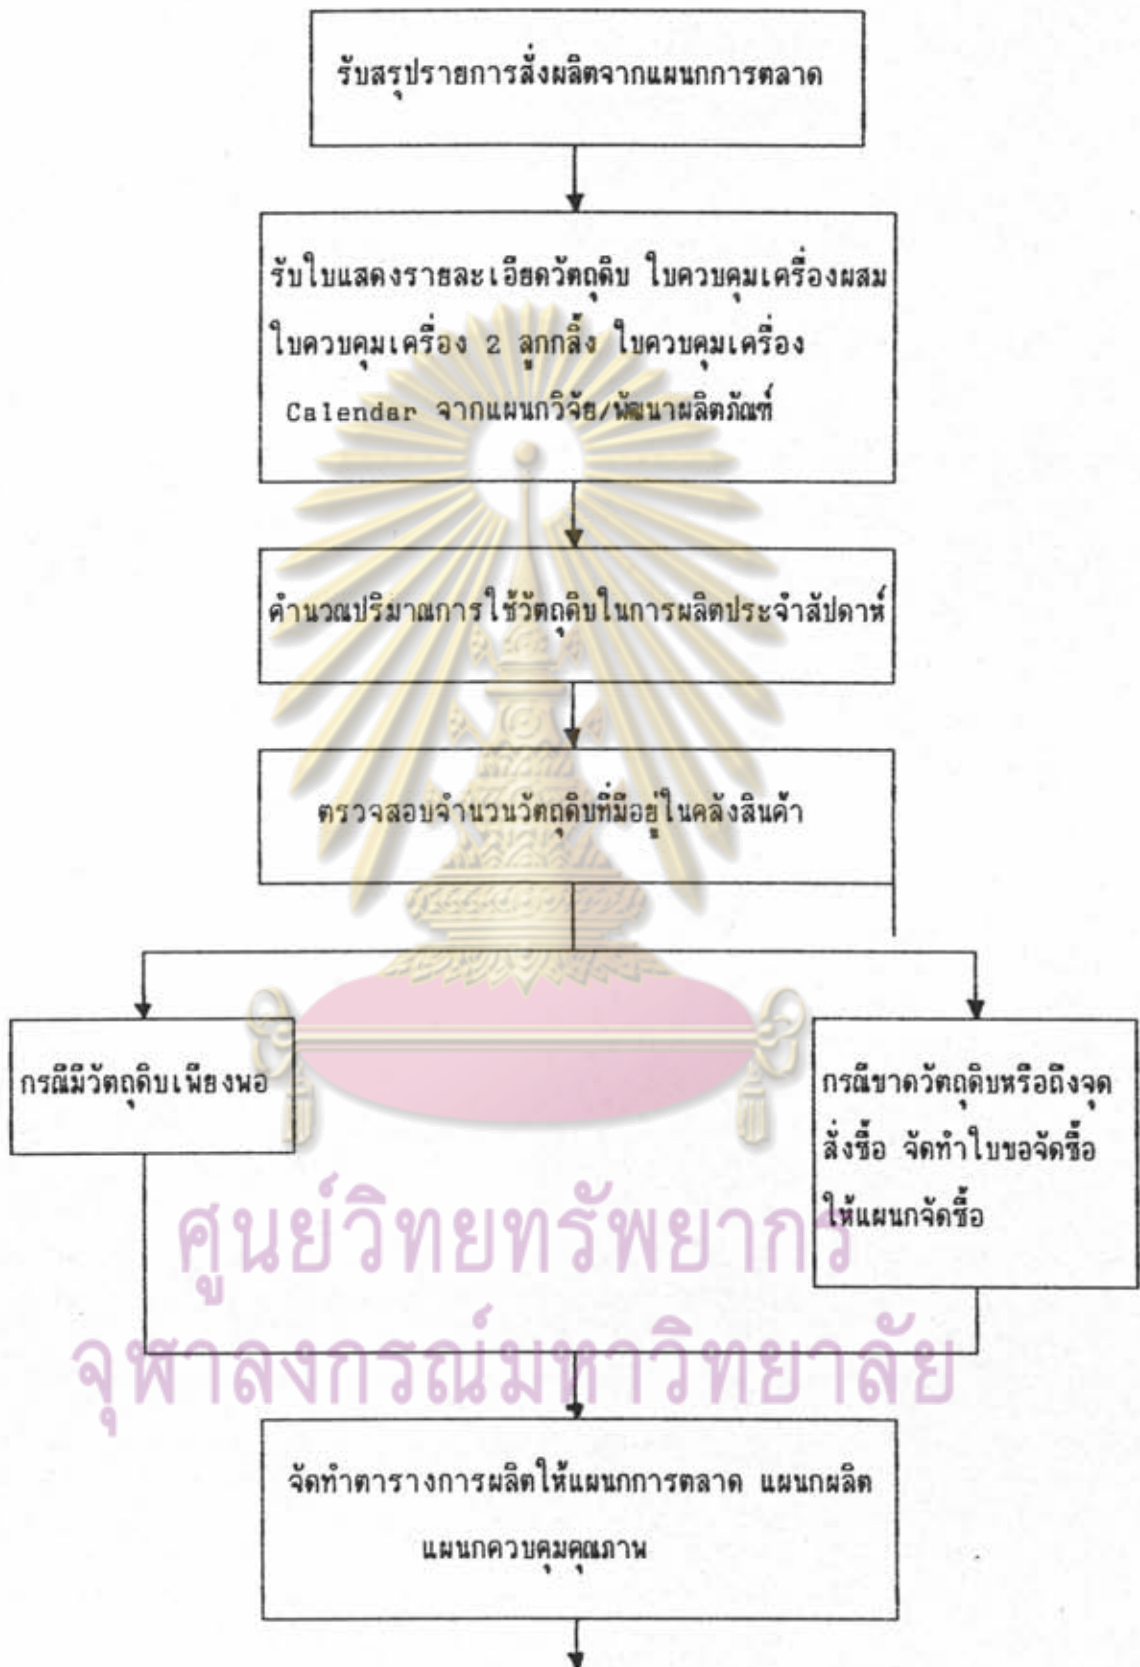 รับสรุปรายการสั่งผลิตจากแผนกการตลาด
รับใบแสดงรายละเอียดวัตถุดิบ ใบควบคุมเครื่องผสม
ใบควบคุมเครื่อง 2 ลูกกลิ้ง ใบควบคุมเครื่อง
Calendar จากแผนกวิจัย/พัฒนาผลิตภัณฑ์
คำนวณปริมาณการใช้วัตถุดิบในการผลิตประจำสัปดาห์
ตรวจสอบจำนวนวัตถุดิบที่มีอยู่ในคลังสินค้า
กรณีมีวัตถุดิบเพียงพอ
กรณีขาดวัตถุดิบหรือถึงจุด
สั่งซื้อ จัดทำใบขอจัดซื้อ
ให้แผนกจัดซื้อ
ศูนย์วิทยทรัพยากร
จุฬาลงกรณ์มหาวิทยาลัย
จัดทำตารางการผลิตให้แผนกการตลาด แผนกผลิต
แผนกควบคุมคุณภาพ